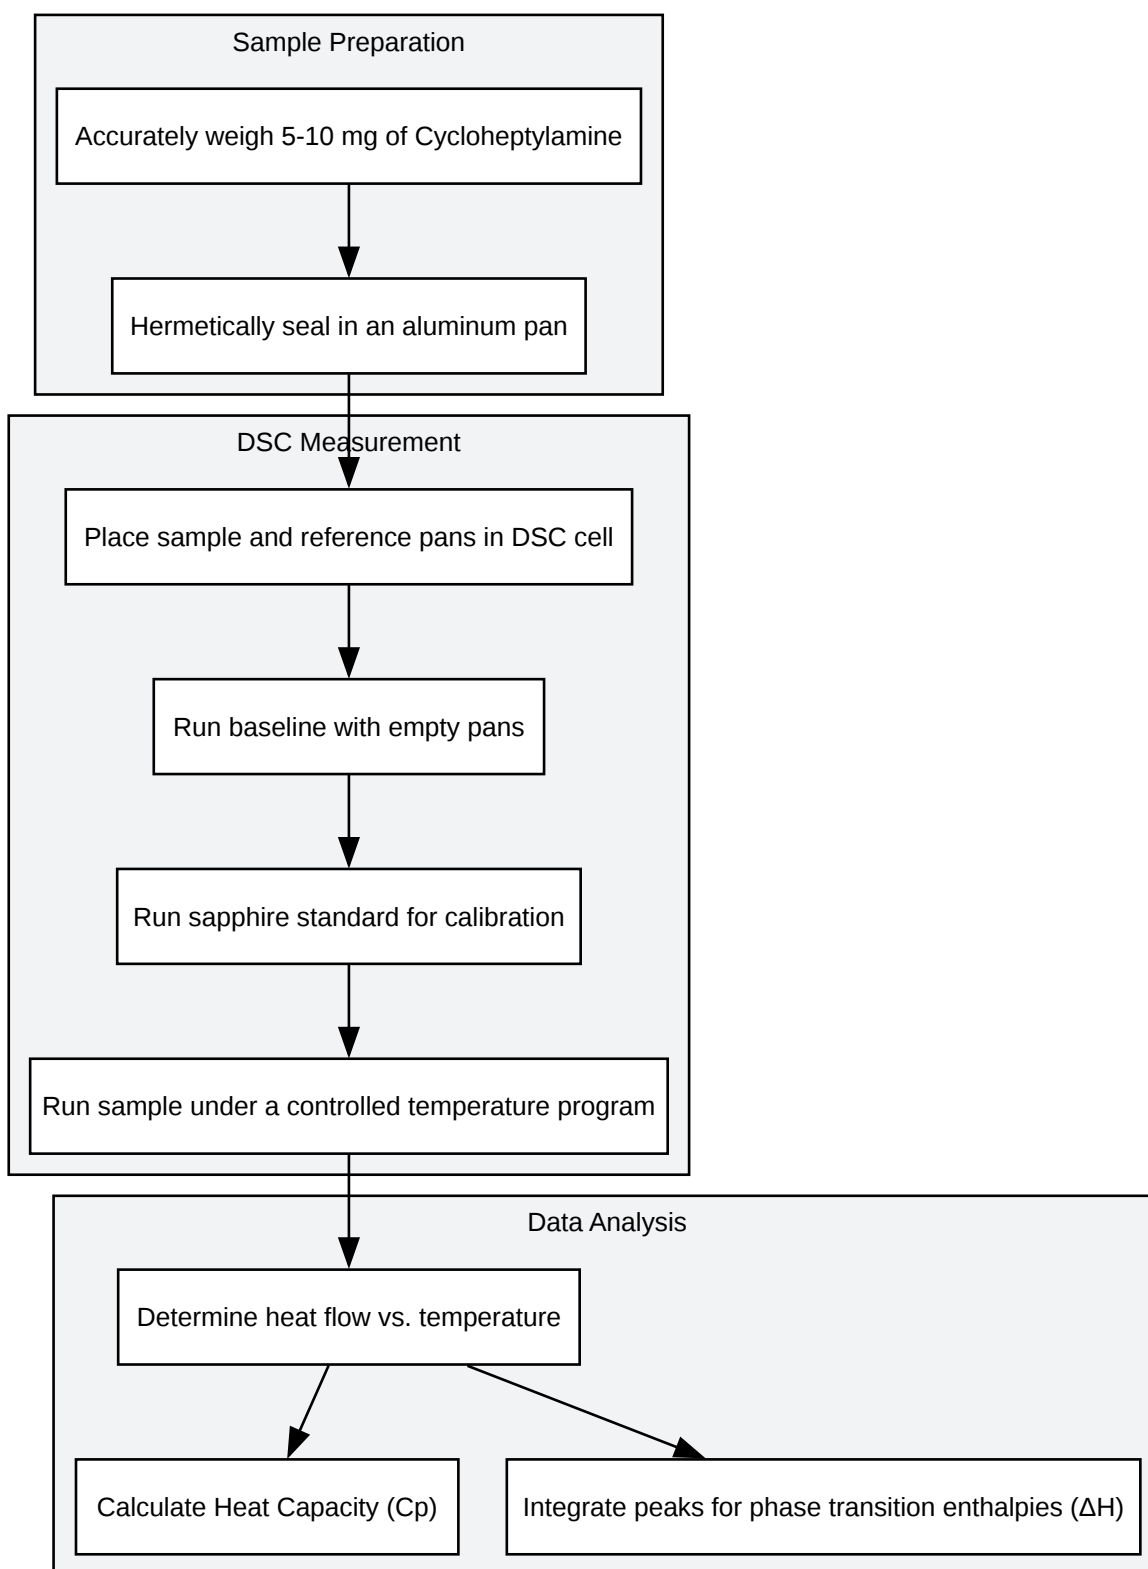 Sample Preparation
Accurately weigh 5-10 mg of Cycloheptylamine
Hermetically seal in an aluminum pan
DSC Measurement
Place sample and reference pans in DSC cell
Run baseline with empty pans
Run sapphire standard for calibration
Run sample under a controlled temperature program
Data Analysis
Determine heat flow vs. temperature
Calculate Heat Capacity (Cp)
Integrate peaks for phase transition enthalpies (ΔH)